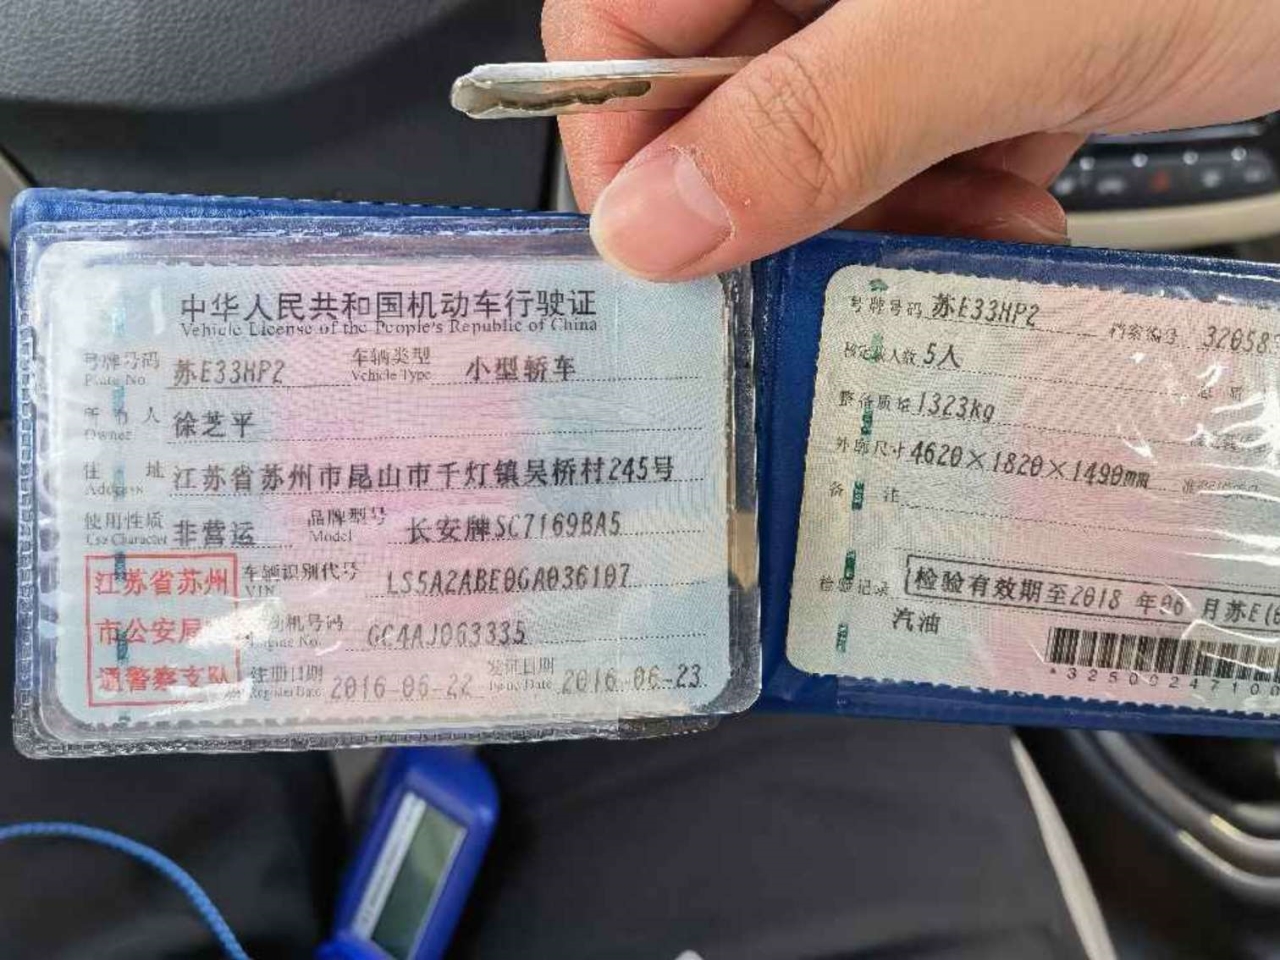 中华人民共和国机动车行驶证
Vehicle License of the People's Republic of China
号牌号码 苏E33HP2 车辆类型 小型轿车
Plate No. Vehicle Type
所有人 徐芝平
Owner
住址 江苏省苏州市昆山市千灯镇吴桥村245号
Address
使用性质 非营运 品牌型号 长安牌SC7169BA5
Use Character Model
江苏省苏州
市公安局
通警察支队
车辆识别代号 LS5A2ABE0GA036107
VIN
机号码 GC4AJ063335
Engine No.
注册日期 2016-06-22 发证日期 2016-06-23
Register Date Issue Date
号牌号码 苏E33HP2 档案编号 320583
核定载人数 5人
整备质量 1323kg
外廓尺寸 4620×1820×1490mm
备注
检验记录 检验有效期至2018年06月苏E
汽油
*325002471